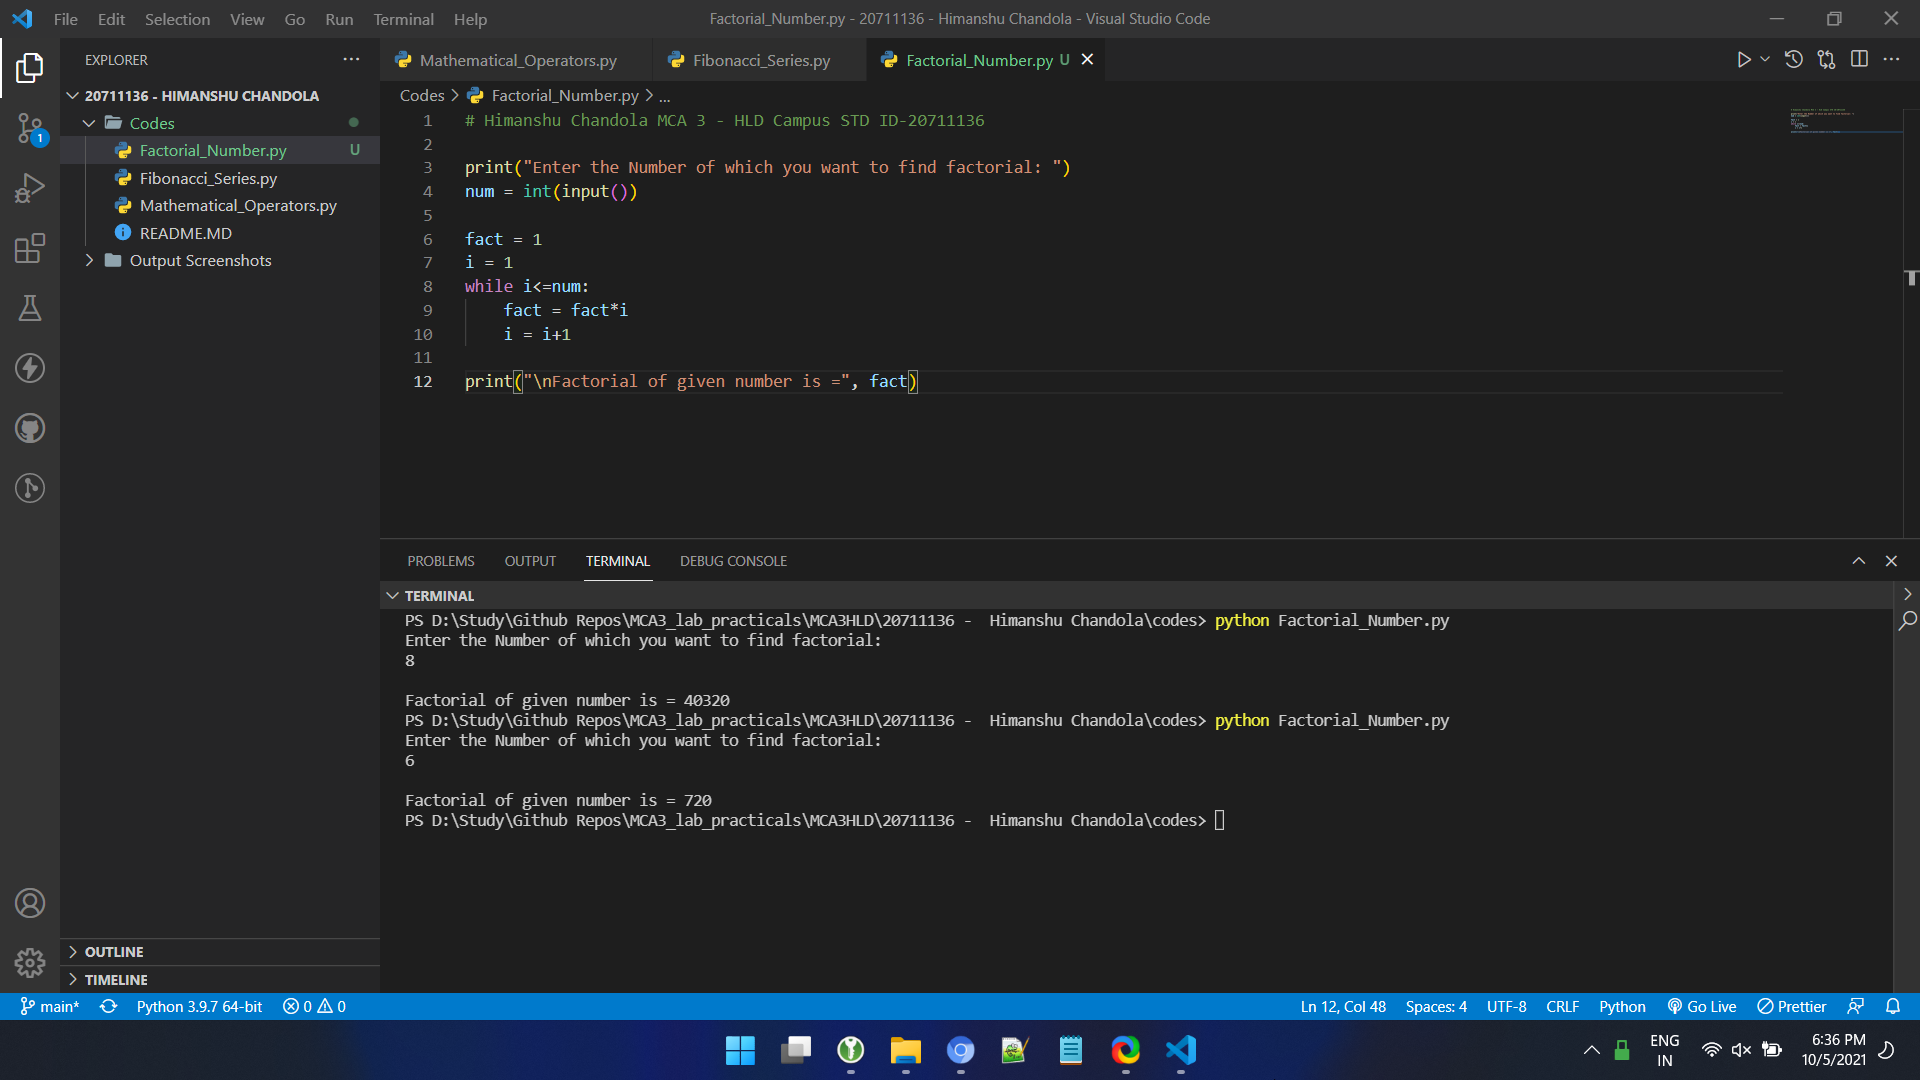 File Edit Selection View Go Run Terminal Help
Factorial_Number.py - 20711136 - Himanshu Chandola - Visual Studio Code
EXPLORER
20711136 - HIMANSHU CHANDOLA
Codes
Factorial_Number.py U
Fibonacci_Series.py
Mathematical_Operators.py
README.MD
Output Screenshots
OUTLINE
TIMELINE
1
Mathematical_Operators.py Fibonacci_Series.py Factorial_Number.py U
Codes > Factorial_Number.py > ...
1 # Himanshu Chandola MCA 3 - HLD Campus STD ID-20711136
2
3 print("Enter the Number of which you want to find factorial: ")
4 num = int(input())
5
6 fact = 1
7 i = 1
8 while i<=num:
9     fact = fact*i
10     i = i+1
11
12 print("\nFactorial of given number is =", fact)
PROBLEMS OUTPUT TERMINAL DEBUG CONSOLE
TERMINAL
PS D:\Study\Github Repos\MCA3_lab_practicals\MCA3HLD\20711136 -  Himanshu Chandola\codes> python Factorial_Number.py
Enter the Number of which you want to find factorial:
8
Factorial of given number is = 40320
PS D:\Study\Github Repos\MCA3_lab_practicals\MCA3HLD\20711136 -  Himanshu Chandola\codes> python Factorial_Number.py
Enter the Number of which you want to find factorial:
6
Factorial of given number is = 720
PS D:\Study\Github Repos\MCA3_lab_practicals\MCA3HLD\20711136 -  Himanshu Chandola\codes>
main* Python 3.9.7 64-bit 0 0 Ln 12, Col 48 Spaces: 4 UTF-8 CRLF Python Go Live Prettier
ENG
IN
6:36 PM
10/5/2021